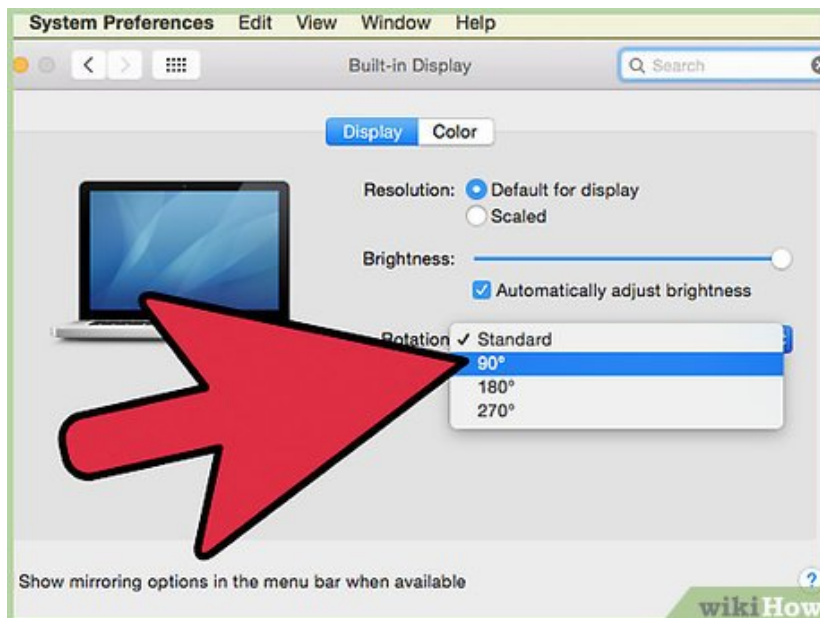 System Preferences Edit View Window Help
Built-in Display
Search
Display Color
Resolution: Default for display
Scaled
Brightness:
Automatically adjust brightness
Rotation ✓ Standard
90°
180°
270°
Show mirroring options in the menu bar when available
?
wikiHow